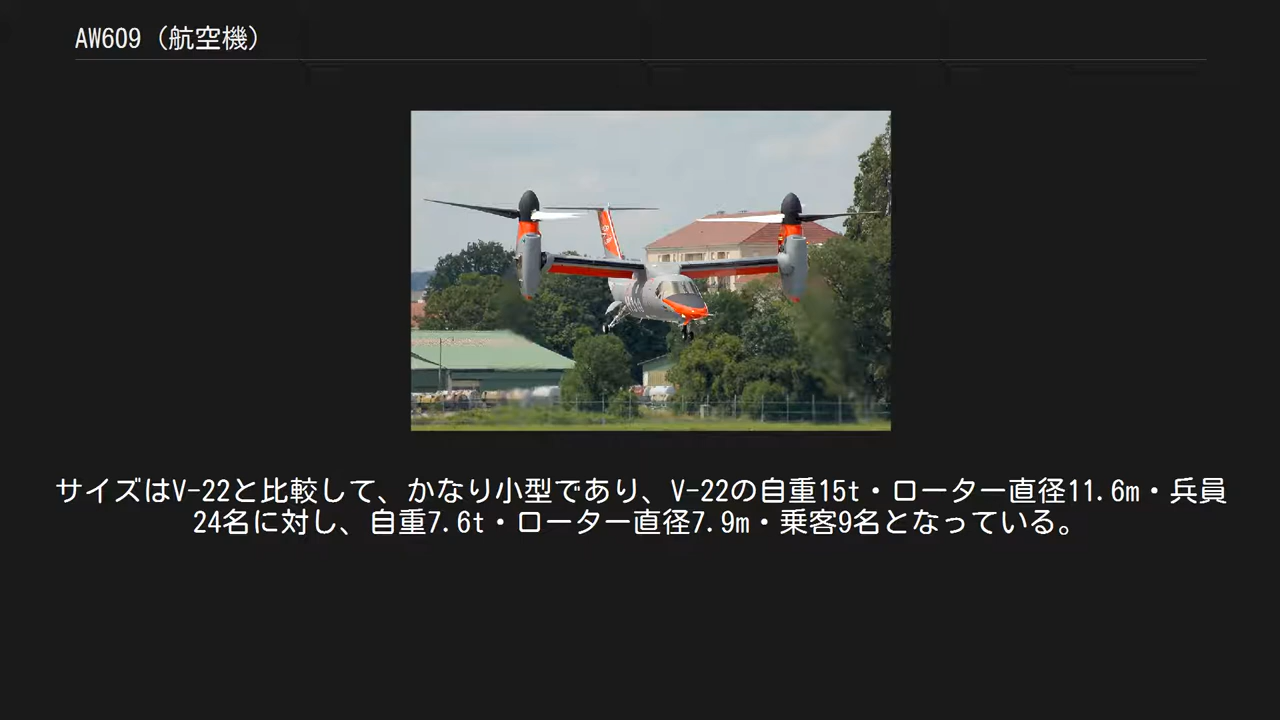 AW609（航空機）
サイズはV-22と比較して、かなり小型であり、V-22の自重15t・ローター直径11.6m・兵員
24名に対し、自重7.6t・ローター直径7.9m・乗客9名となっている。